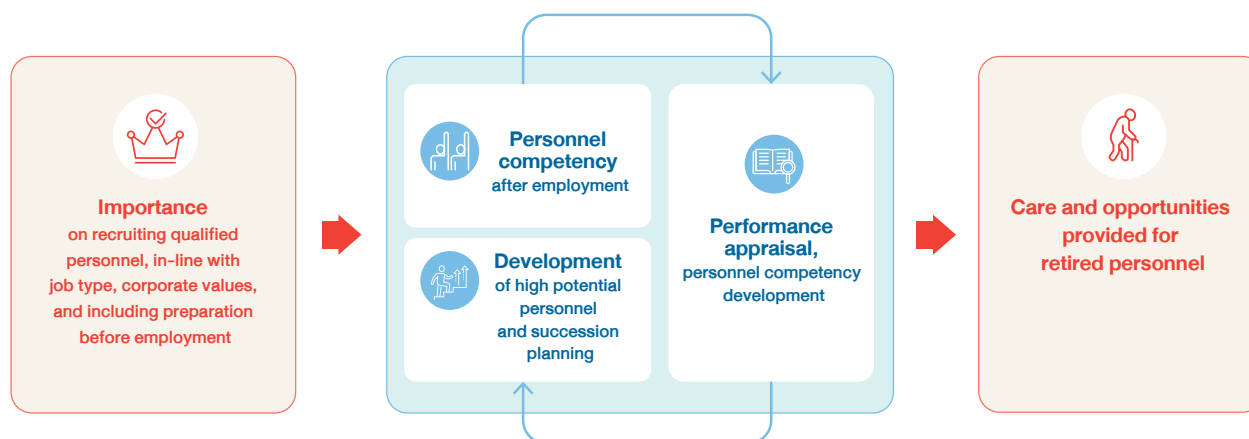 Importance
on recruiting qualified
personnel, in-line with
job type, corporate values,
and including preparation
before employment
Personnel
competency
after employment
Development
of high potential
personnel
and succession
planning
Performance
appraisal,
personnel competency
development
Care and opportunities
provided for
retired personnel